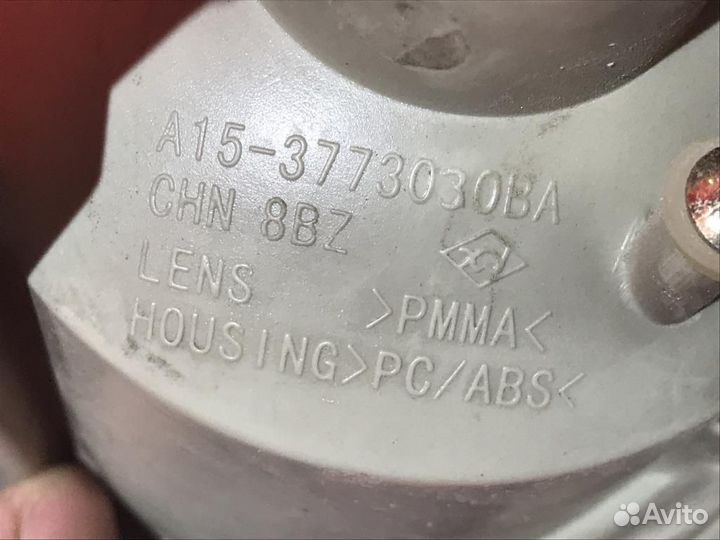 A15-3773030BA
CHN 8BZ
LENS >PMMA<
HOUSING>PC/ABS<
Avito